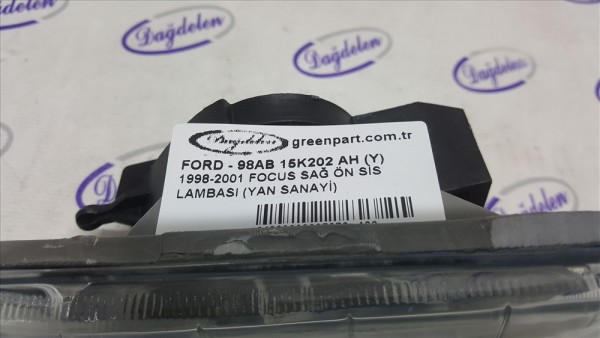 Dağdelen
Dağdelen
Dağdelen greenpart.com.tr
FORD - 98AB 15K202 AH (Y)
1998-2001 FOCUS SAĞ ÖN SİS
LAMBASI (YAN SANAYİ)